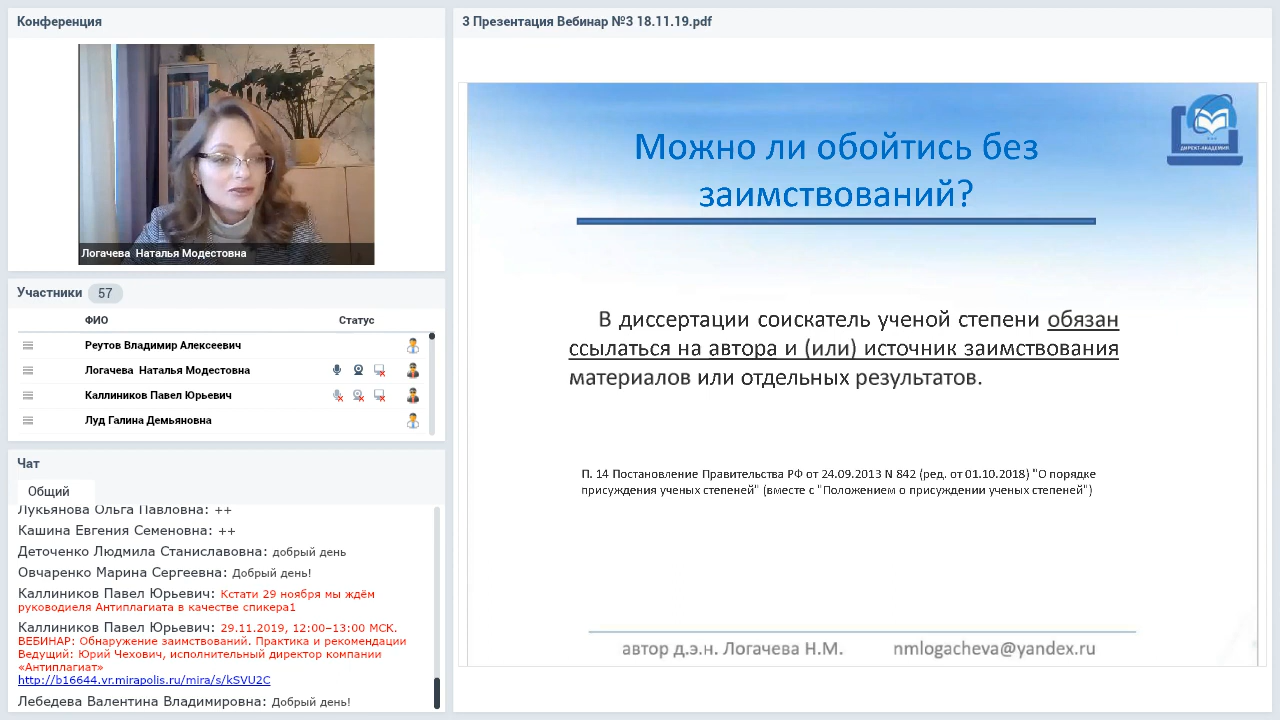 Конференция
Логачева  Наталья Модестовна
Участники 57
ФИО Статус
Реутов Владимир Алексеевич
Логачева  Наталья Модестовна
Каллиников Павел Юрьевич
Луд Галина Демьяновна
Чат
Общий
Лукьянова Ольга Павловна: ++
Кашина Евгения Семеновна: ++
Деточенко Людмила Станиславовна: добрый день
Овчаренко Марина Сергеевна: Добрый день!
Каллиников Павел Юрьевич: Кстати 29 ноября мы ждём
руководиеля Антиплагиата в качестве спикера1
Каллиников Павел Юрьевич: 29.11.2019, 12:00–13:00 МСК.
ВЕБИНАР: Обнаружение заимствований. Практика и рекомендации
Ведущий: Юрий Чехович, исполнительный директор компании
«Антиплагиат»
http://b16644.vr.mirapolis.ru/mira/s/kSVU2C
Лебедева Валентина Владимировна: Добрый день!
3 Презентация Вебинар №3 18.11.19.pdf
ДИРЕКТ-АКАДЕМИЯ
Можно ли обойтись без
заимствований?
В диссертации соискатель ученой степени обязан
ссылаться на автора и (или) источник заимствования
материалов или отдельных результатов.
П. 14 Постановление Правительства РФ от 24.09.2013 N 842 (ред. от 01.10.2018) "О порядке
присуждения ученых степеней" (вместе с "Положением о присуждении ученых степеней")
автор д.э.н. Логачева Н.М. nmlogacheva@yandex.ru